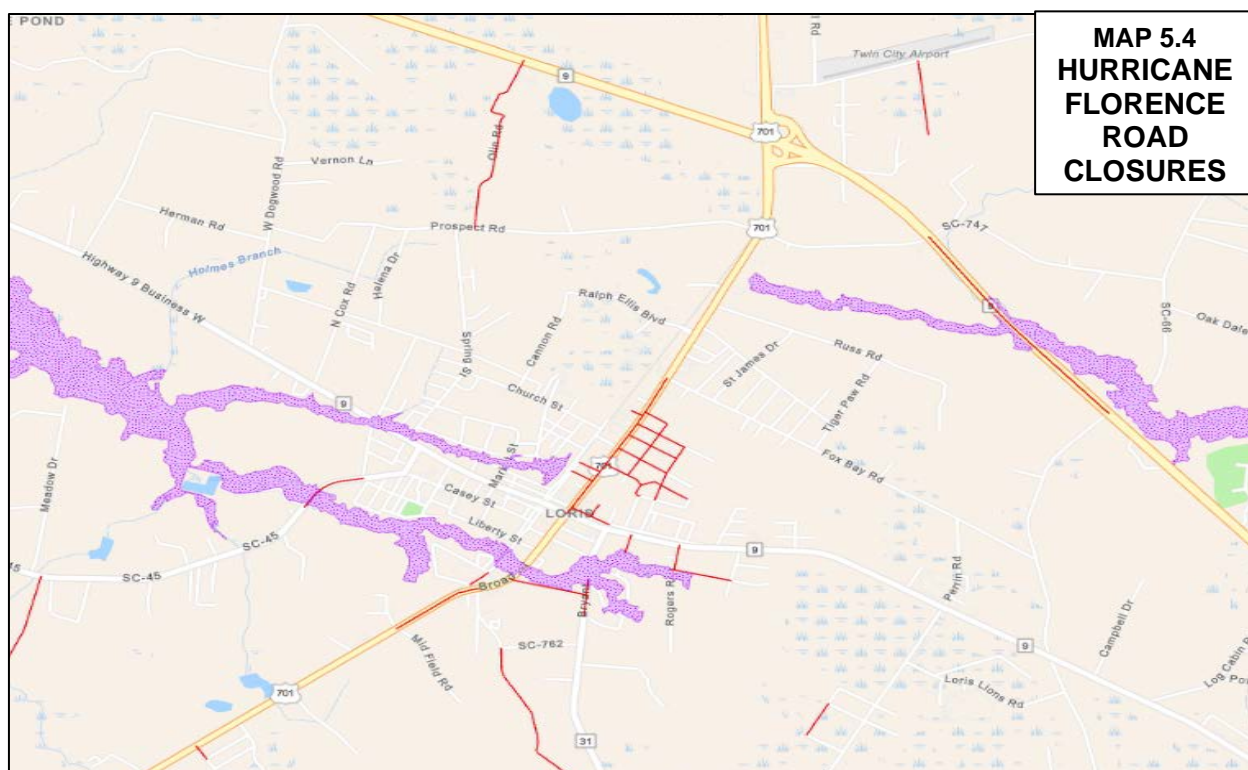 MAP 5.4
HURRICANE
FLORENCE
ROAD
CLOSURES
E POND
Twin City Airport
9
701
Olin Rd
Vernon Ln
W Dogwood Rd
Herman Rd
Prospect Rd
701
SC-747
Holmes Branch
Highway 9 Business W
Helena Dr
N Cox Rd
Ralph Ellis Blvd
SC-66
Oak Dale
9
Spring St
Cannon Rd
Russ Rd
St James Dr
Church St
Tiger Paw Rd
9
Fox Bay Rd
701
Meadow Dr
Casey St
LORIS
Liberty St
SC-45
9
SC-45
45
Broad
Bryant
Rogers R
Perrin Rd
SC-762
Campbell Dr
9
Mid Field Rd
Log Cabin R
Loris Lions Rd
Po
701
31